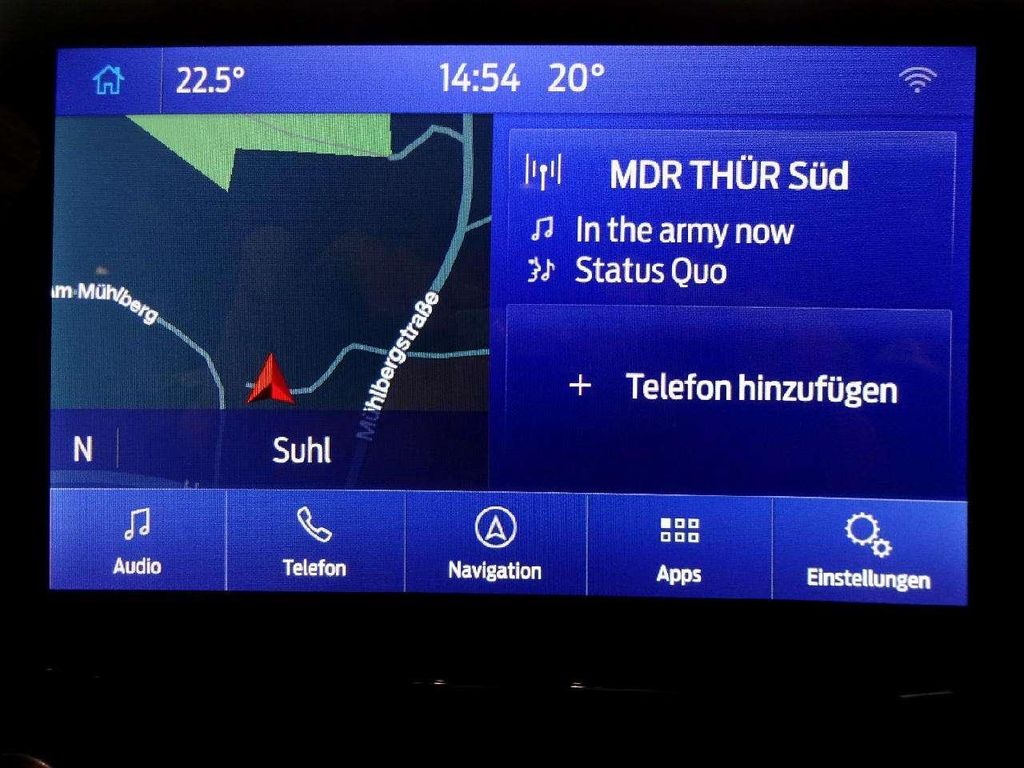 22.5°
14:54 20°
MDR THÜR Süd
In the army now
Status Quo
Am Mühlberg
Mühlbergstraße
Telefon hinzufügen
N
Suhl
Audio
Telefon
Navigation
Apps
Einstellungen